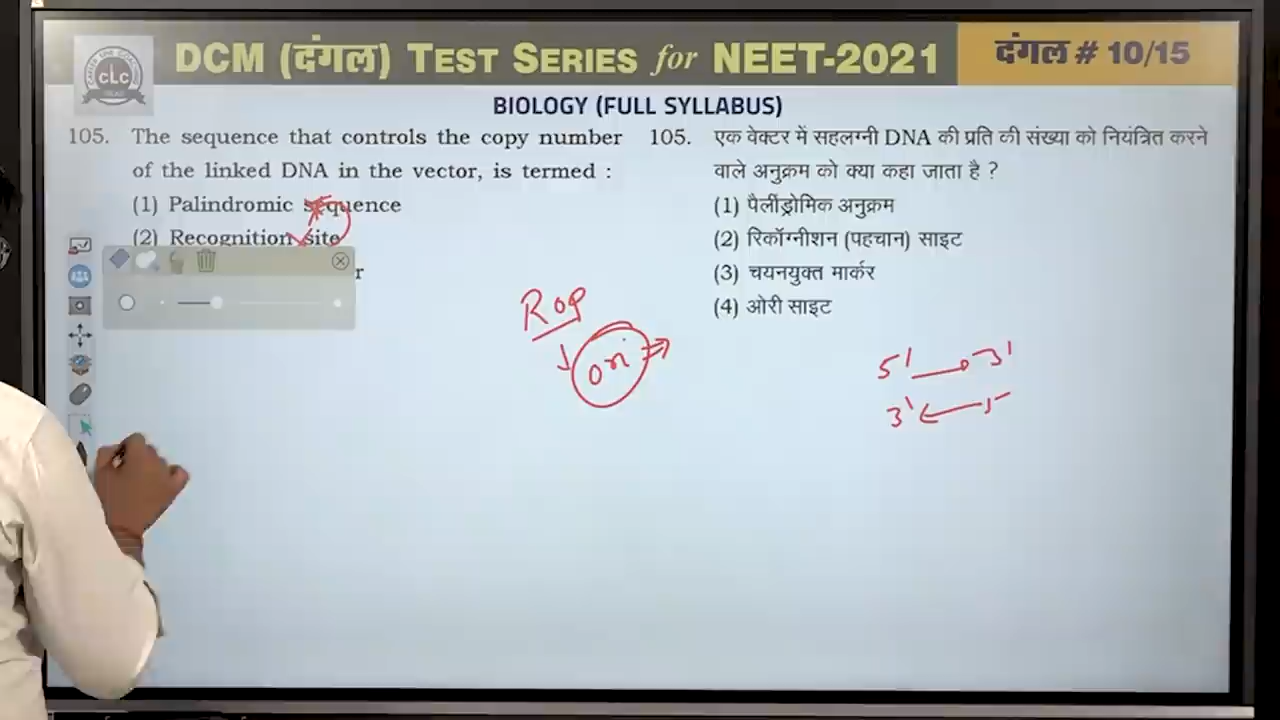 DCM (दंगल) TEST SERIES for NEET-2021
दंगल # 10/15
CLC
BIOLOGY (FULL SYLLABUS)
105. The sequence that controls the copy number
of the linked DNA in the vector, is termed :
(1) Palindromic sequence
(2) Recognition site
r
105. एक वेक्टर में सहलग्नी DNA की प्रति की संख्या को नियंत्रित करने
वाले अनुक्रम को क्या कहा जाता है ?
(1) पैलींड्रोमिक अनुक्रम
(2) रिकॉग्नीशन (पहचान) साइट
(3) चयनयुक्त मार्कर
(4) ओरी साइट
Rop
ori
5' 3'
3' 5